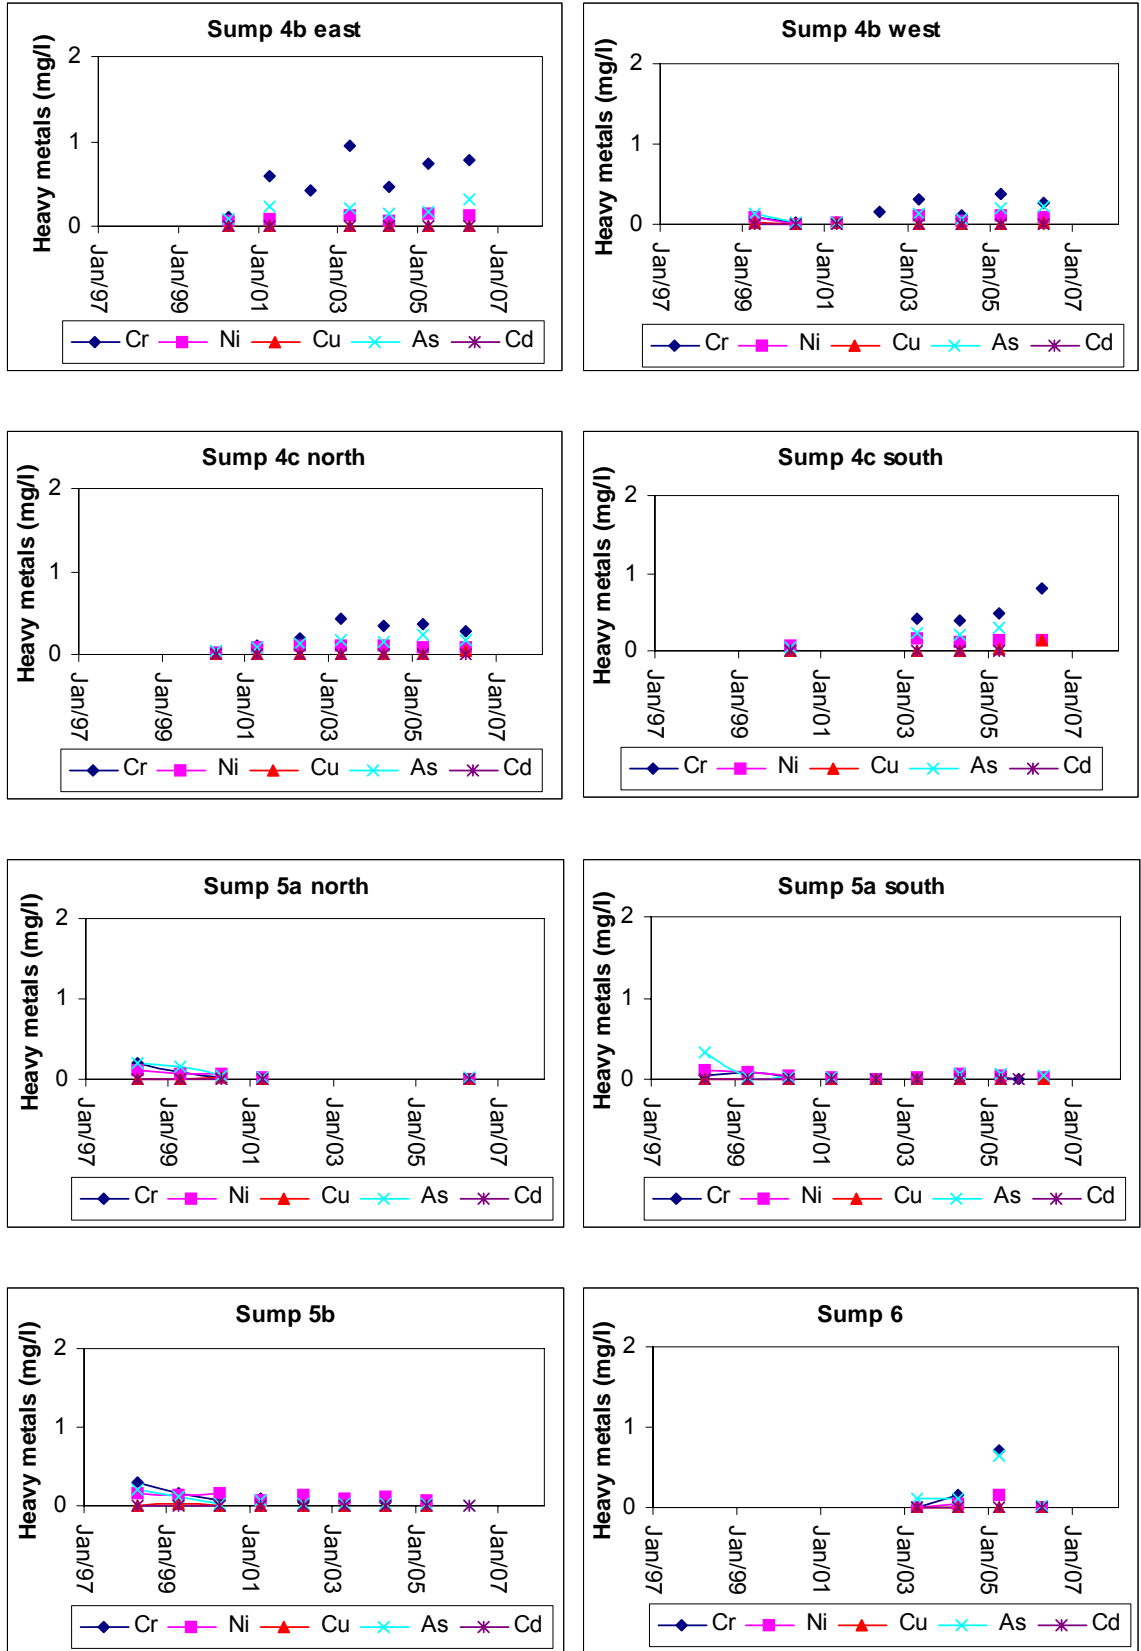 Sump 4b east
Heavy metals (mg/l)
2
1
0
Jan/97
Jan/99
Jan/01
Jan/03
Jan/05
Jan/07
Cr Ni Cu As Cd
Sump 4b west
Heavy metals (mg/l)
2
1
0
Jan/97
Jan/99
Jan/01
Jan/03
Jan/05
Jan/07
Cr Ni Cu As Cd
Sump 4c north
Heavy metals (mg/l)
2
1
0
Jan/97
Jan/99
Jan/01
Jan/03
Jan/05
Jan/07
Cr Ni Cu As Cd
Sump 4c south
Heavy metals (mg/l)
2
1
0
Jan/97
Jan/99
Jan/01
Jan/03
Jan/05
Jan/07
Cr Ni Cu As Cd
Sump 5a north
Heavy metals (mg/l)
2
1
0
Jan/97
Jan/99
Jan/01
Jan/03
Jan/05
Jan/07
Cr Ni Cu As Cd
Sump 5a south
Heavy metals (mg/l)
2
1
0
Jan/97
Jan/99
Jan/01
Jan/03
Jan/05
Jan/07
Cr Ni Cu As Cd
Sump 5b
Heavy metals (mg/l)
2
1
0
Jan/97
Jan/99
Jan/01
Jan/03
Jan/05
Jan/07
Cr Ni Cu As Cd
Sump 6
Heavy metals (mg/l)
2
1
0
Jan/97
Jan/99
Jan/01
Jan/03
Jan/05
Jan/07
Cr Ni Cu As Cd